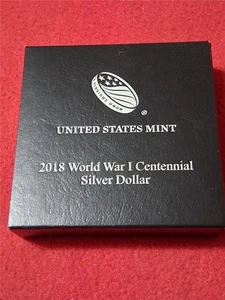 UNITED STATES MINT
2018 World War I Centennial
Silver Dollar